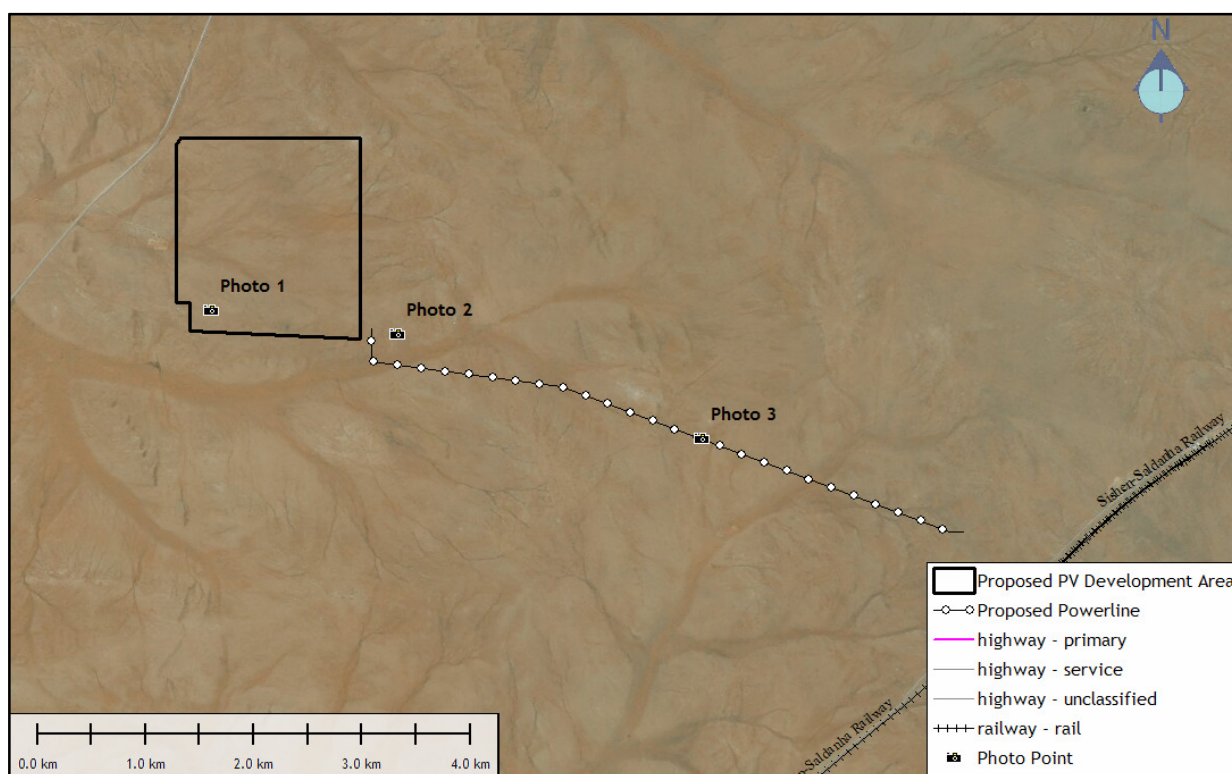 N
Photo 1
Photo 2
Photo 3
Sishen-Saldanha Railway
-Saldanha Railway
Proposed PV Development Area
Proposed Powerline
highway - primary
highway - service
highway - unclassified
railway - rail
Photo Point
0.0 km 1.0 km 2.0 km 3.0 km 4.0 km